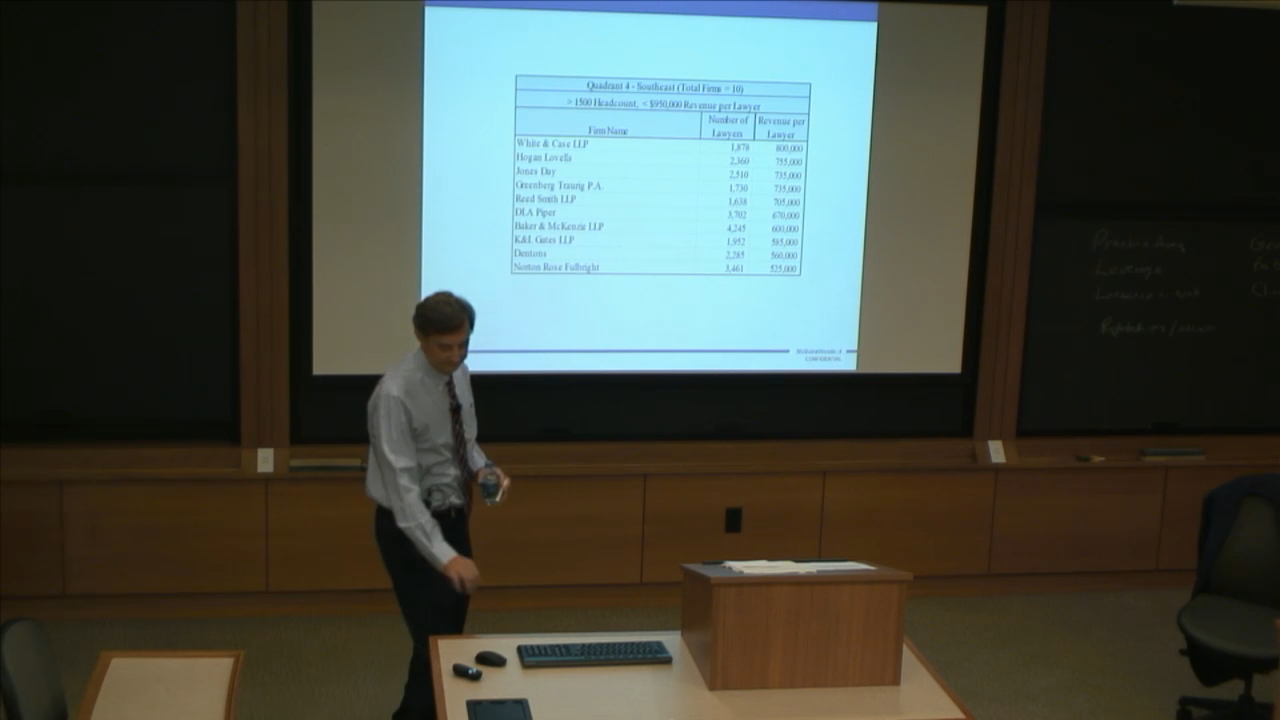 Quadrant 4 - Southeast (Total Firms = 10)
> 1500 Headcount, < $950,000 Revenue per Lawyer
Firm Name Number of Lawyers Revenue per Lawyer
White & Case LLP 1,878 800,000
Hogan Lovells 2,360 755,000
Jones Day 2,510 735,000
Greenberg Traurig P.A. 1,730 735,000
Reed Smith LLP 1,638 705,000
DLA Piper 3,702 670,000
Baker & McKenzie LLP 4,245 600,000
K&L Gates LLP 1,952 585,000
Dentons 2,285 560,000
Norton Rose Fulbright 3,461 525,000
CONFIDENTIAL
Practice Area
Leverage